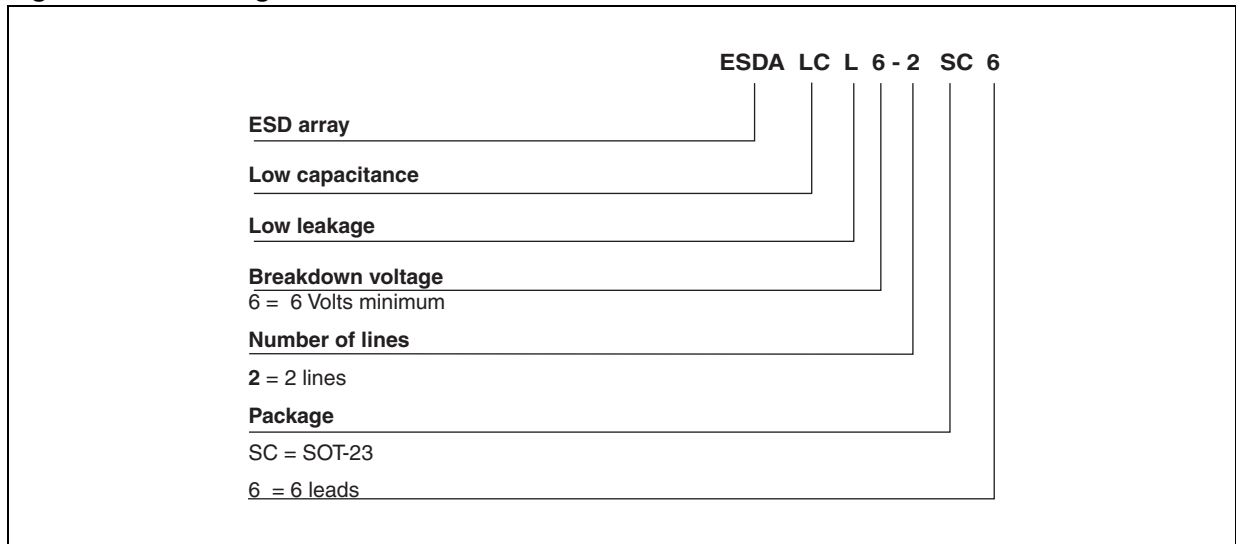 ESDA LC L 6 - 2 SC 6
ESD array
Low capacitance
Low leakage
Breakdown voltage
6 = 6 Volts minimum
Number of lines
2 = 2 lines
Package
SC = SOT-23
6 = 6 leads